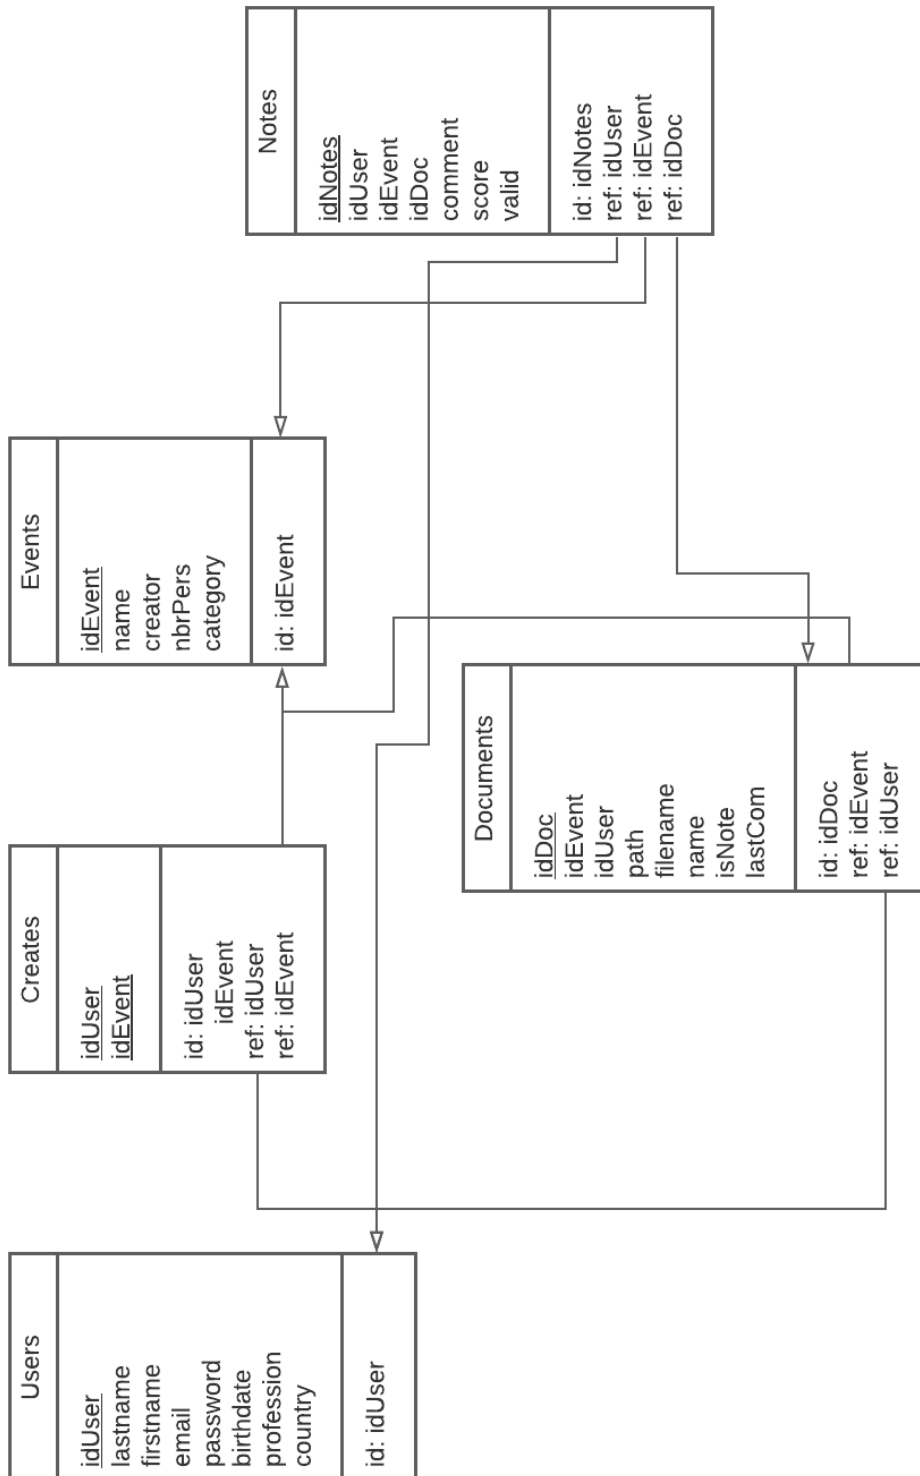 Users
idUser
lastname
firstname
email
password
birthdate
profession
country
id: idUser
Creates
idUser
idEvent
id: idUser
idEvent
ref: idUser
ref: idEvent
Events
idEvent
name
creator
nbrPers
category
id: idEvent
Documents
idDoc
idEvent
idUser
path
filename
name
isNote
lastCom
id: idDoc
ref: idEvent
ref: idUser
Notes
idNotes
idUser
idEvent
idDoc
comment
score
valid
id: idNotes
ref: idUser
ref: idEvent
ref: idDoc